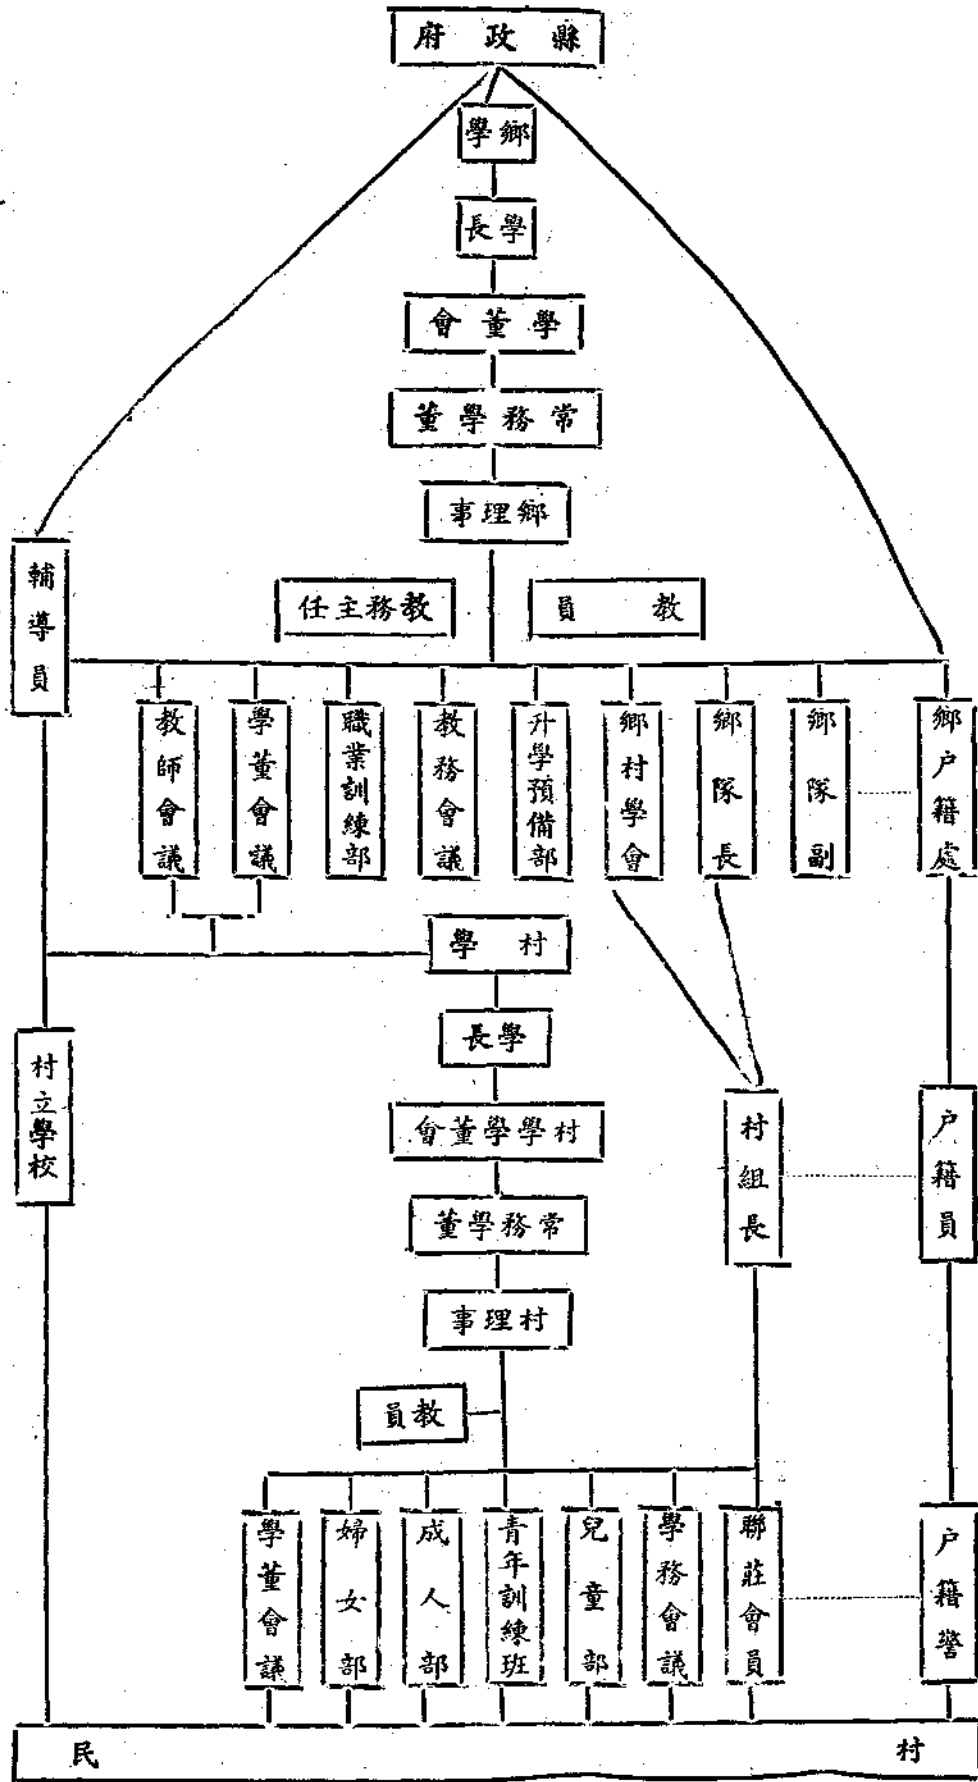 縣政府
鄉學
學長
學董會
常務學董
鄉理事
教務主任
教員
輔導員
教師會議
學董會議
職業訓練部
教務會議
升學預備部
鄉村學會
鄉隊長
鄉隊副
鄉户籍處
村學
學長
村學學董會
常務學董
村理事
教員
村立學校
村組長
户籍員
學董會議
婦女部
成人部
青年訓練班
兒童部
學務會議
聯莊會員
户籍警
村民